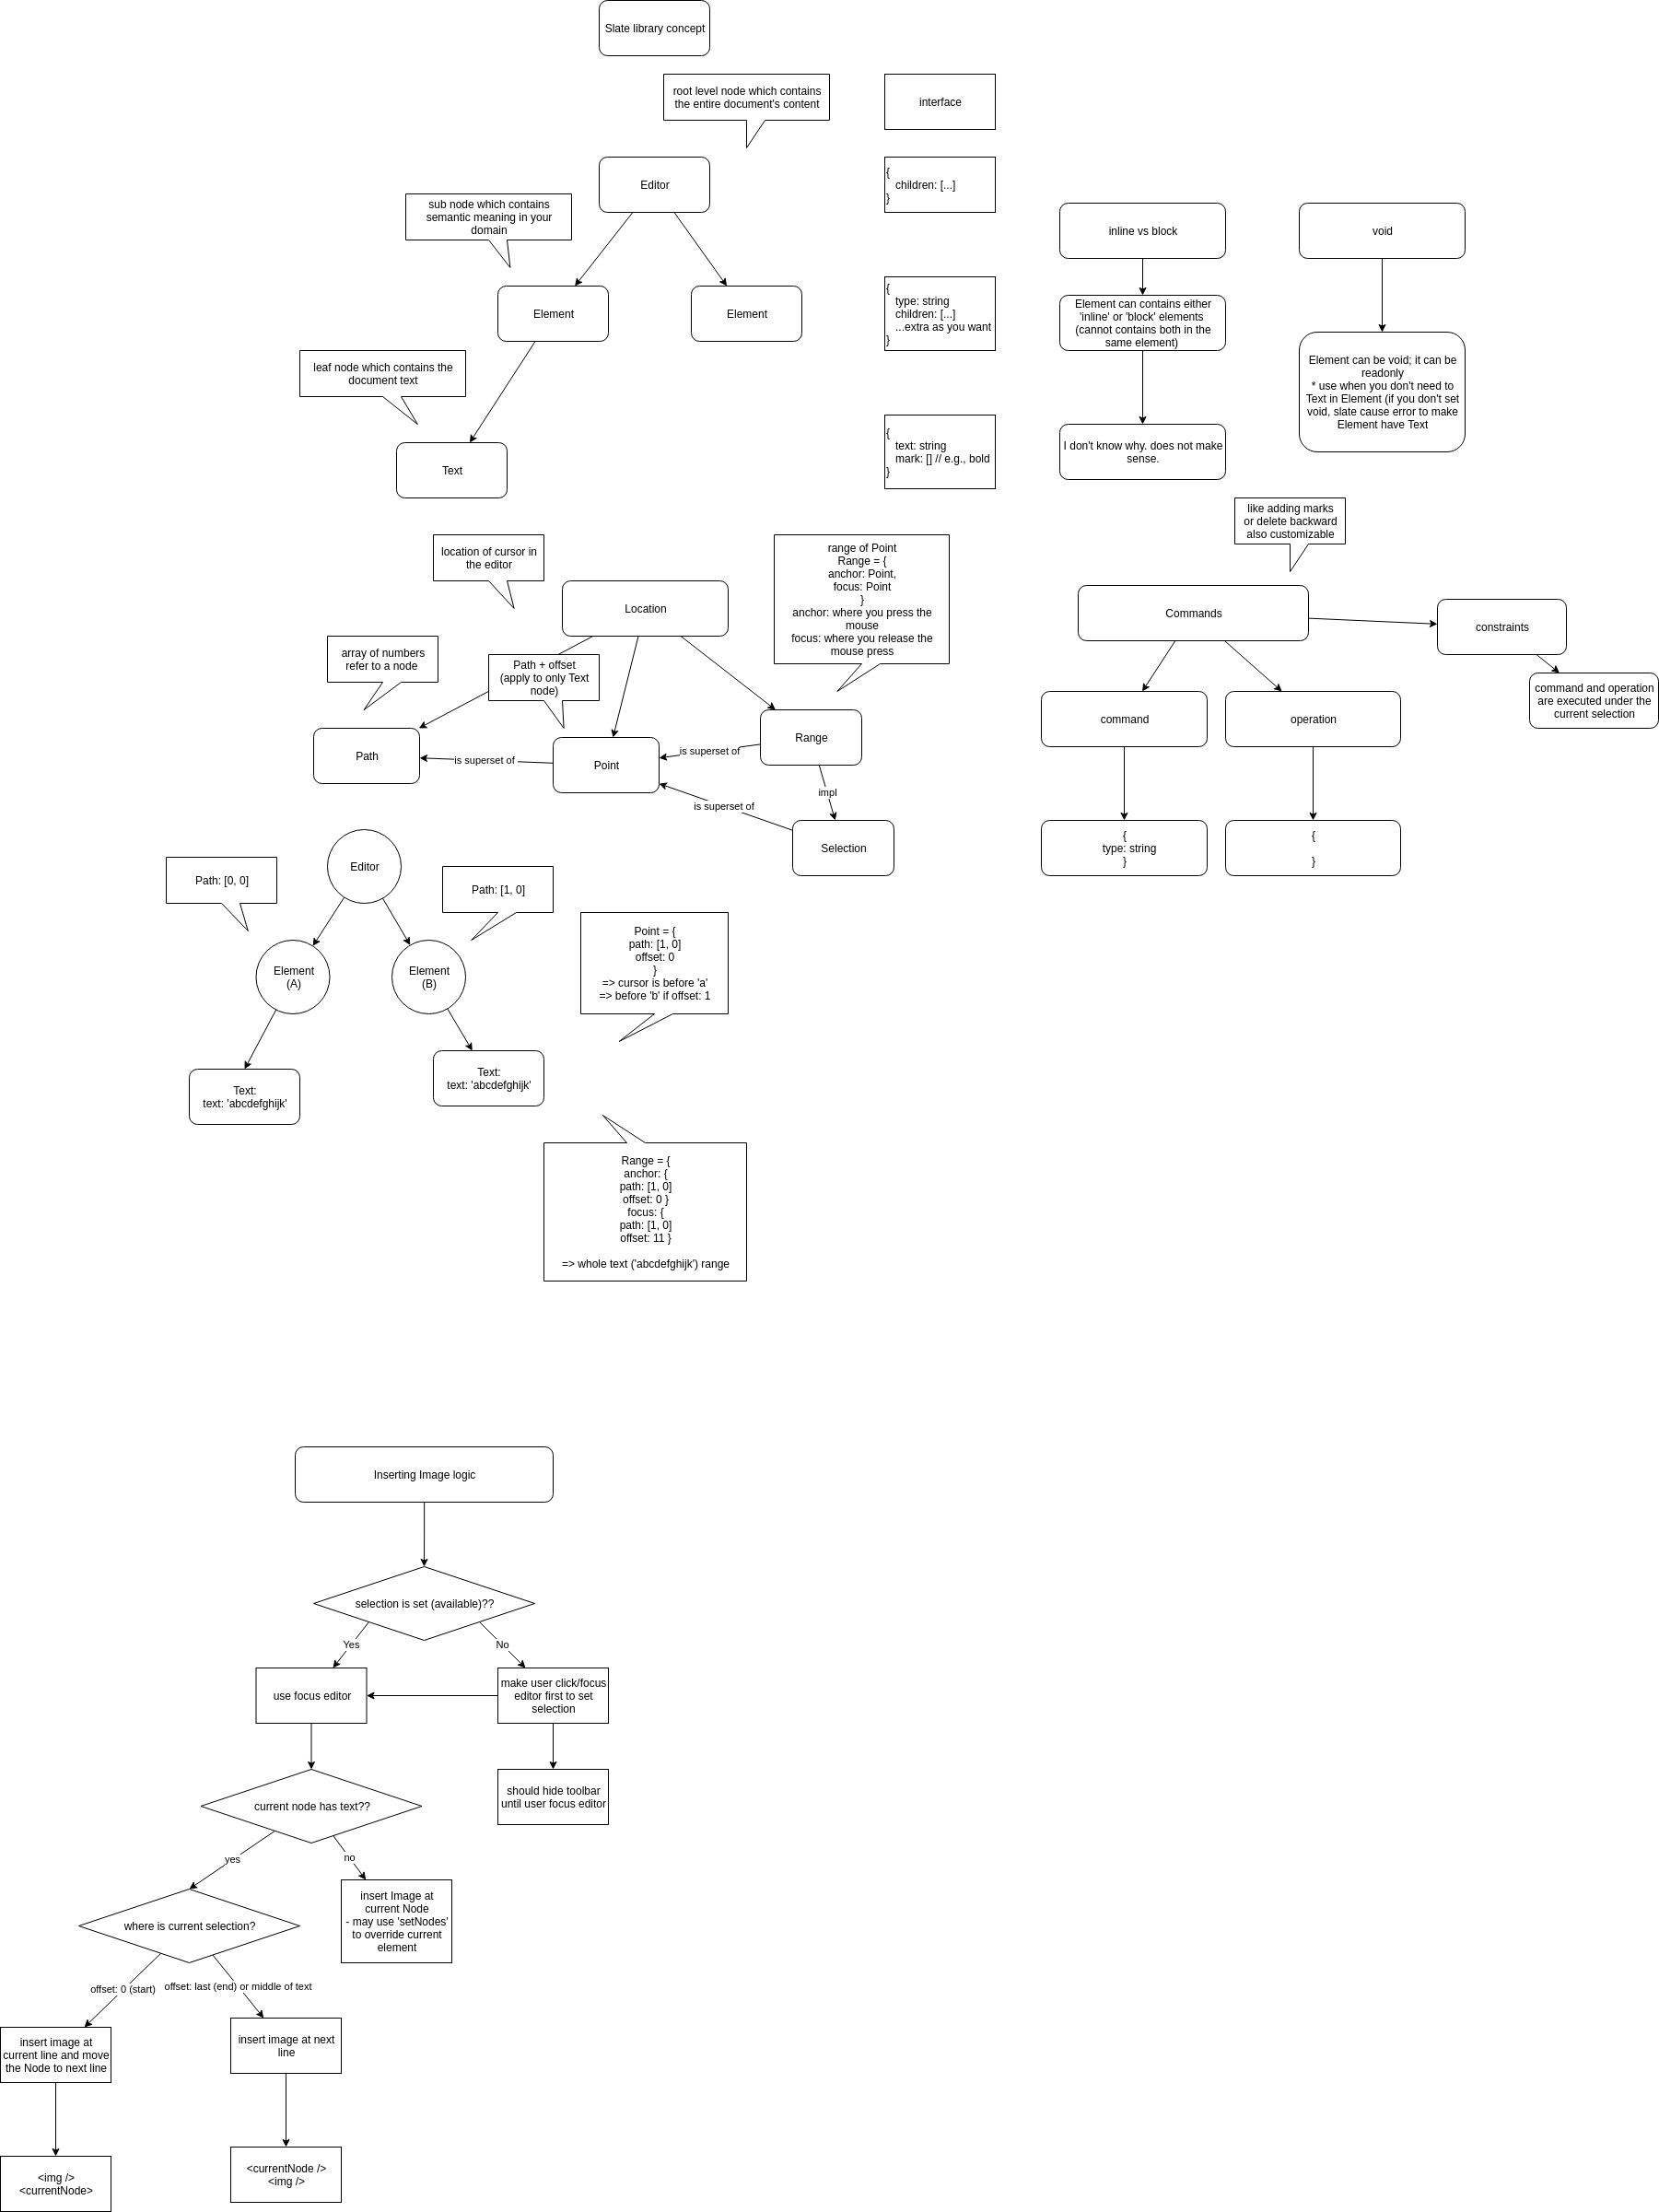 Slate library concept
root level node which contains
the entire document's content
interface
Editor
{
children: [...]
}
sub node which contains
semantic meaning in your
domain
inline vs block
void
Element
Element
{
type: string
children: [...]
...extra as you want
}
Element can contains either
'inline' or 'block' elements
(cannot contains both in the
same element)
Element can be void; it can be
readonly
* use when you don't need to
Text in Element (if you don't set
void, slate cause error to make
Element have Text
leaf node which contains the
document text
Text
{
text: string
mark: [] // e.g., bold
}
I don't know why. does not make
sense.
like adding marks
or delete backward
also customizable
location of cursor in
the editor
Location
range of Point
Range = {
anchor: Point,
focus: Point
}
anchor: where you press the
mouse
focus: where you release the
mouse press
Commands
constraints
array of numbers
refer to a node
Path + offset
(apply to only Text
node)
command and operation
are executed under the
current selection
command
operation
Path
is superset of
Point
is superset of
Range
impl
is superset of
Selection
{
type: string
}
{
}
Editor
Path: [0, 0]
Path: [1, 0]
Element
(A)
Element
(B)
Point = {
path: [1, 0]
offset: 0
}
=> cursor is before 'a'
=> before 'b' if offset: 1
Text:
text: 'abcdefghijk'
Text:
text: 'abcdefghijk'
Range = {
anchor: {
path: [1, 0]
offset: 0 }
focus: {
path: [1, 0]
offset: 11 }
=> whole text ('abcdefghijk') range
Inserting Image logic
selection is set (available)??
Yes
No
use focus editor
make user click/focus
editor first to set
selection
current node has text??
should hide toolbar
until user focus editor
yes
no
where is current selection?
insert Image at
current Node
- may use 'setNodes'
to override current
element
offset: 0 (start)
offset: last (end) or middle of text
insert image at
current line and move
the Node to next line
insert image at next
line
<img />
<currentNode>
<currentNode />
<img />